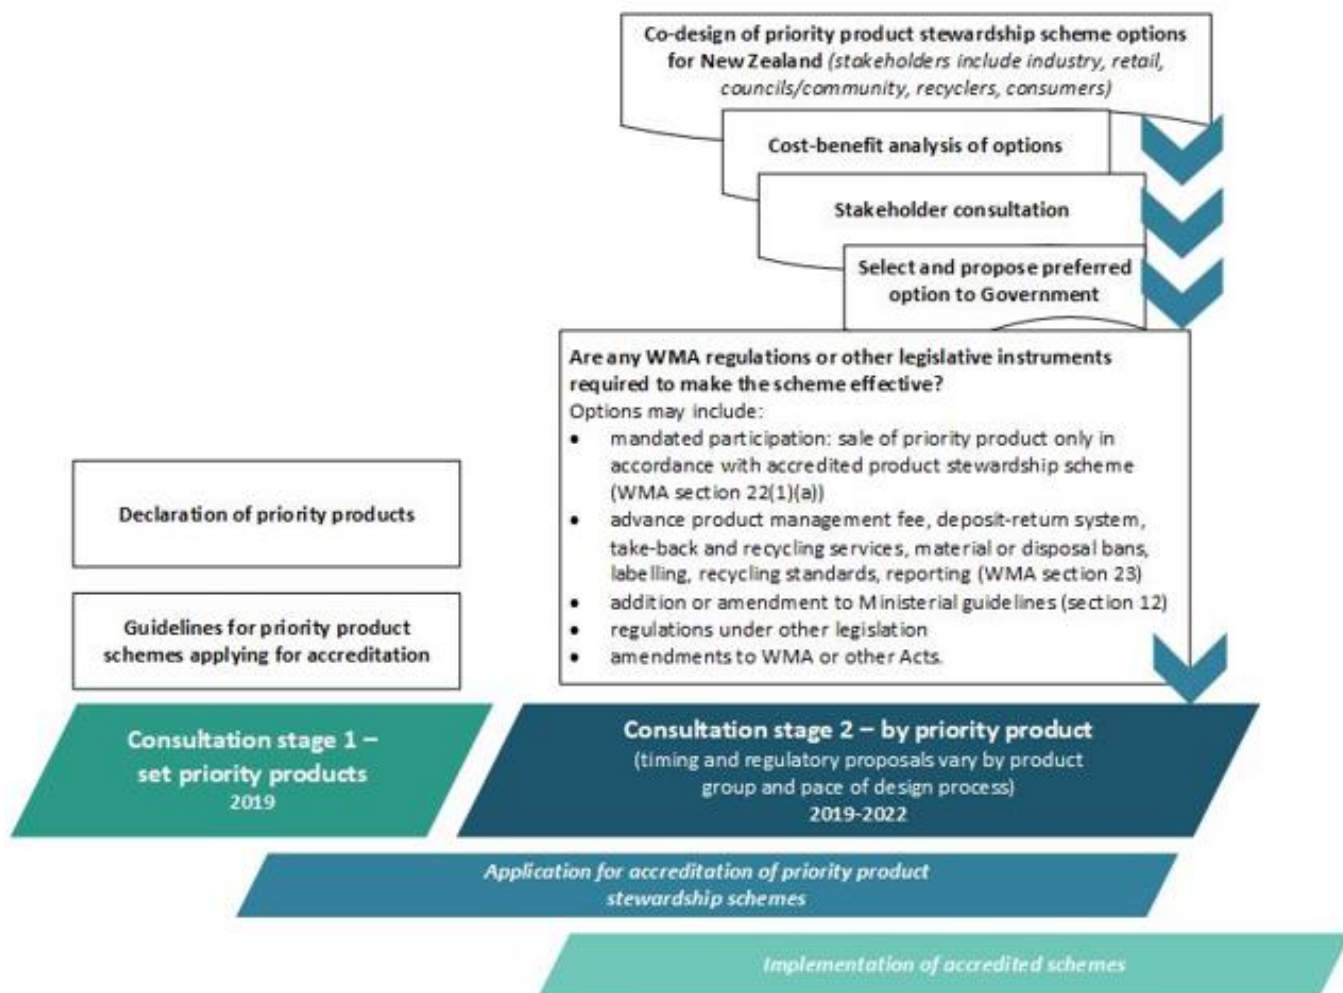 Co-design of priority product stewardship scheme options
for New Zealand (stakeholders include industry, retail,
councils/community, recyclers, consumers)
Cost-benefit analysis of options
Stakeholder consultation
Select and propose preferred
option to Government
Are any WMA regulations or other legislative instruments
required to make the scheme effective?
Options may include:
• mandated participation: sale of priority product only in
accordance with accredited product stewardship scheme
(WMA section 22(1)(a))
• advance product management fee, deposit-return system,
take-back and recycling services, material or disposal bans,
labelling, recycling standards, reporting (WMA section 23)
• addition or amendment to Ministerial guidelines (section 12)
• regulations under other legislation
• amendments to WMA or other Acts.
Declaration of priority products
Guidelines for priority product
schemes applying for accreditation
Consultation stage 1 –
set priority products
2019
Consultation stage 2 – by priority product
(timing and regulatory proposals vary by product
group and pace of design process)
2019-2022
Application for accreditation of priority product
stewardship schemes
Implementation of accredited schemes